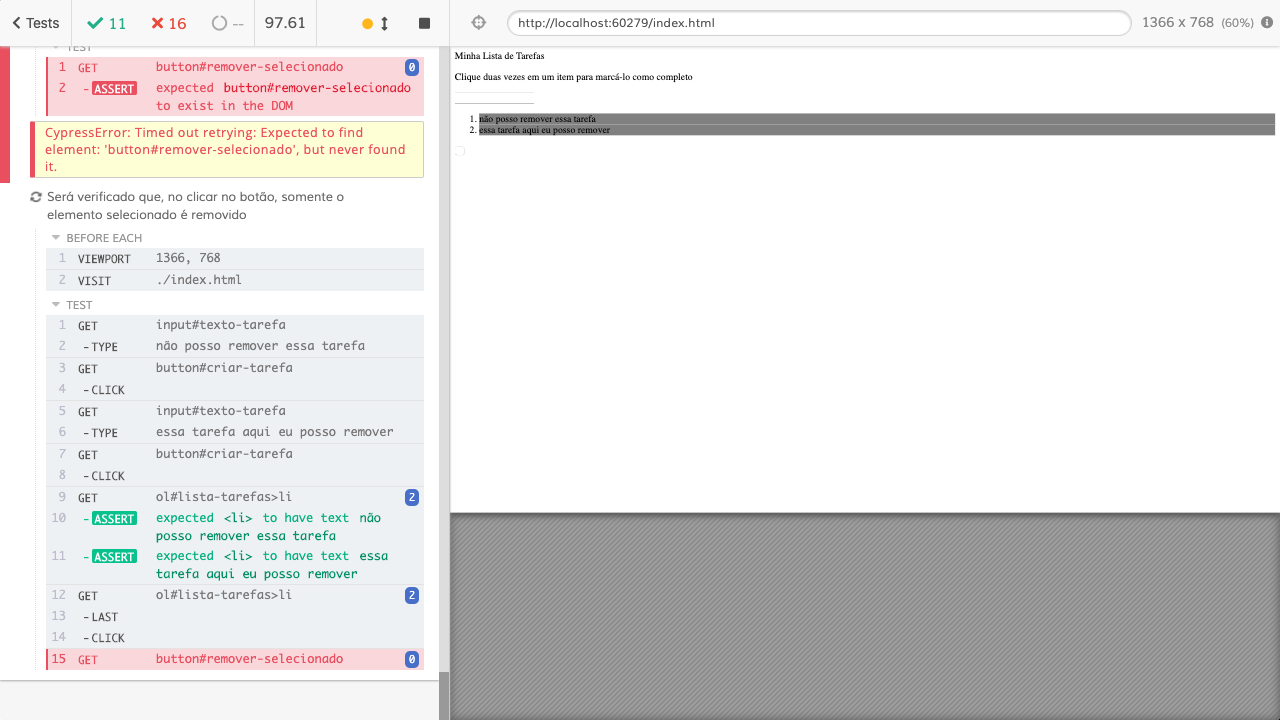 Tests
11
16
--
97.61
http://localhost:60279/index.html
1366 x 768 (60%)
TEST
1 GET button#remover-selecionado 0
2 -ASSERT expected button#remover-selecionado
to exist in the DOM
CypressError: Timed out retrying: Expected to find
element: 'button#remover-selecionado', but never found
it.
Será verificado que, no clicar no botão, somente o
elemento selecionado é removido
BEFORE EACH
1 VIEWPORT 1366, 768
2 VISIT ./index.html
TEST
1 GET input#texto-tarefa
2 -TYPE não posso remover essa tarefa
3 GET button#criar-tarefa
4 -CLICK
5 GET input#texto-tarefa
6 -TYPE essa tarefa aqui eu posso remover
7 GET button#criar-tarefa
8 -CLICK
9 GET ol#lista-tarefas>li 2
10 -ASSERT expected <li> to have text não
posso remover essa tarefa
11 -ASSERT expected <li> to have text essa
tarefa aqui eu posso remover
12 GET ol#lista-tarefas>li 2
13 -LAST
14 -CLICK
15 GET button#remover-selecionado 0
Minha Lista de Tarefas
Clique duas vezes em um item para marcá-lo como completo
1. não posso remover essa tarefa
2. essa tarefa aqui eu posso remover